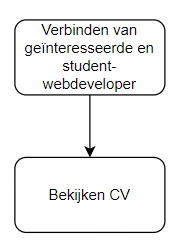 Verbinden van
geïnteresseerde en
student-
webdeveloper
Bekijken CV